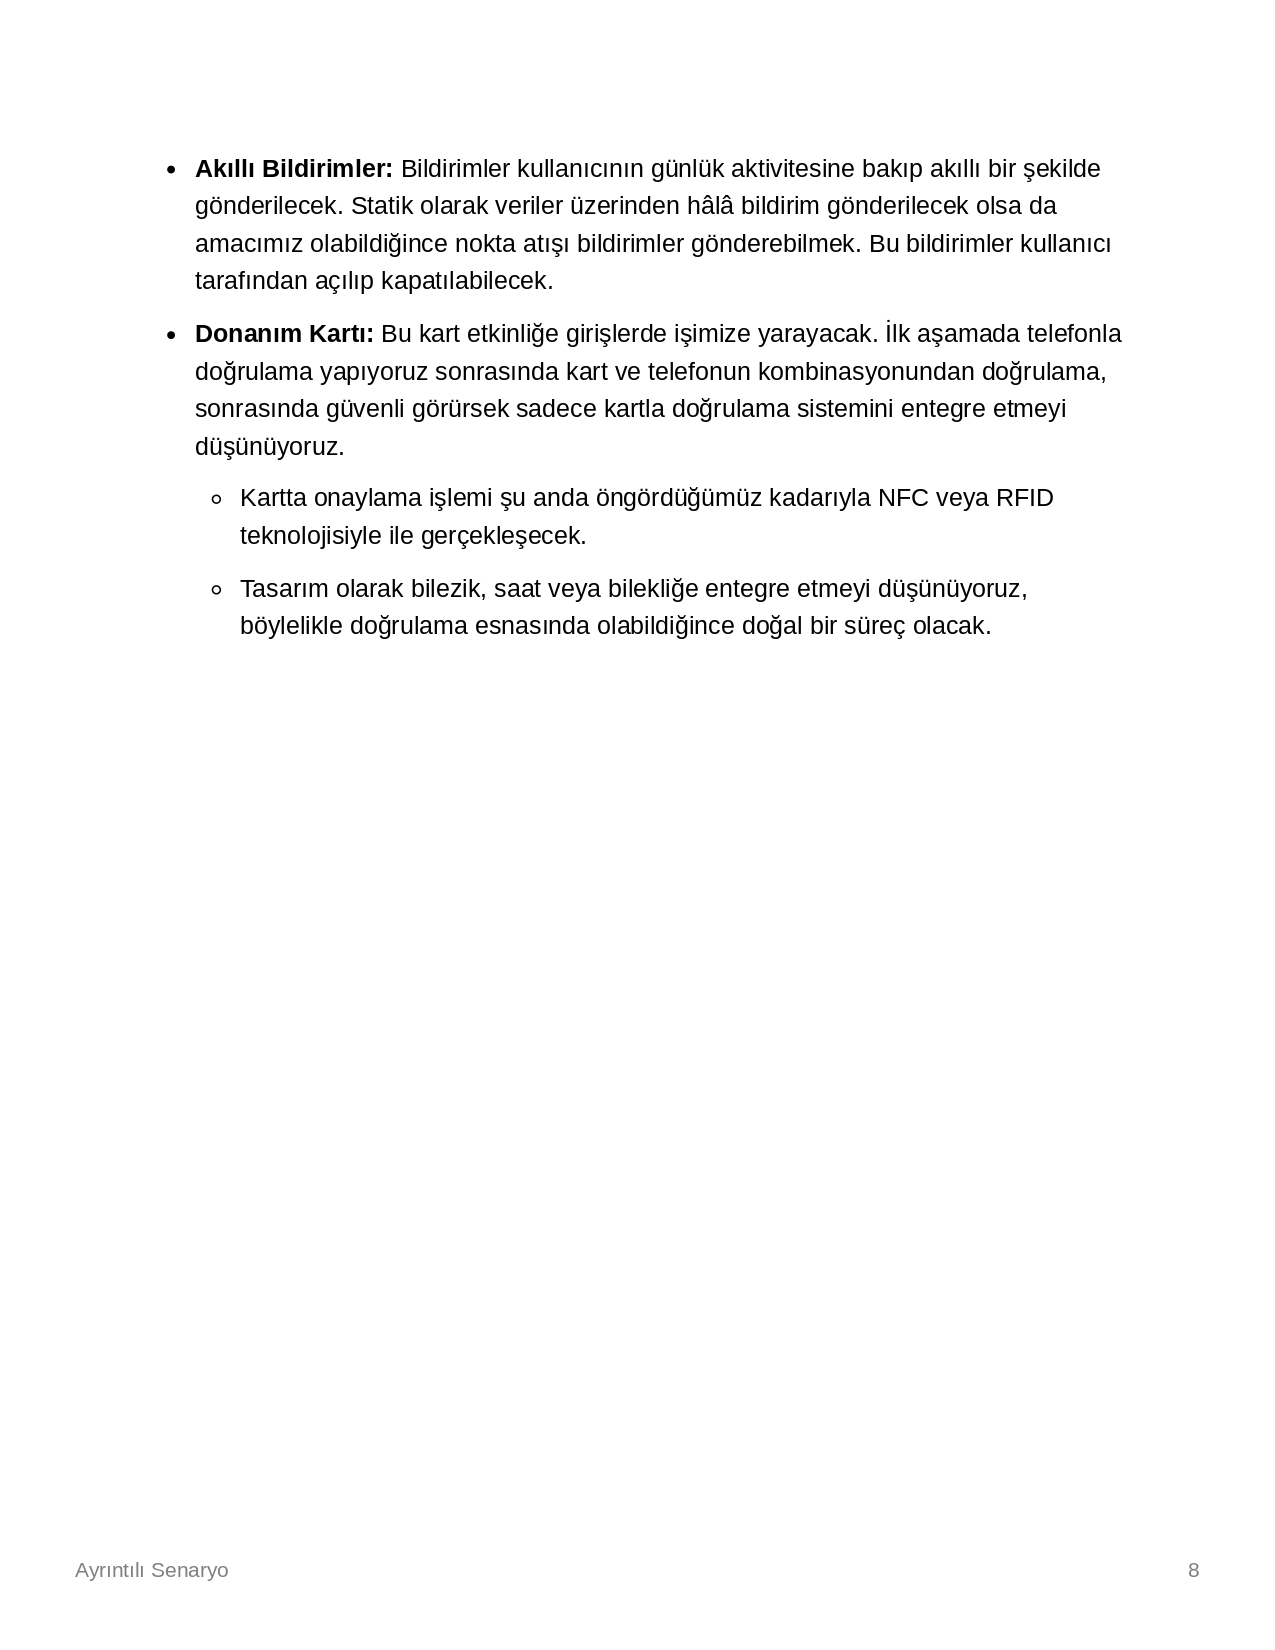 • Akıllı Bildirimler: Bildirimler kullanıcının günlük aktivitesine bakıp akıllı bir şekilde
gönderilecek. Statik olarak veriler üzerinden hâlâ bildirim gönderilecek olsa da
amacımız olabildiğince nokta atışı bildirimler gönderebilmek. Bu bildirimler kullanıcı
tarafından açılıp kapatılabilecek.
• Donanım Kartı: Bu kart etkinliğe girişlerde işimize yarayacak. İlk aşamada telefonla
doğrulama yapıyoruz sonrasında kart ve telefonun kombinasyonundan doğrulama,
sonrasında güvenli görürsek sadece kartla doğrulama sistemini entegre etmeyi
düşünüyoruz.
◦ Kartta onaylama işlemi şu anda öngördüğümüz kadarıyla NFC veya RFID
teknolojisiyle ile gerçekleşecek.
◦ Tasarım olarak bilezik, saat veya bilekliğe entegre etmeyi düşünüyoruz,
böylelikle doğrulama esnasında olabildiğince doğal bir süreç olacak.
Ayrıntılı Senaryo 8